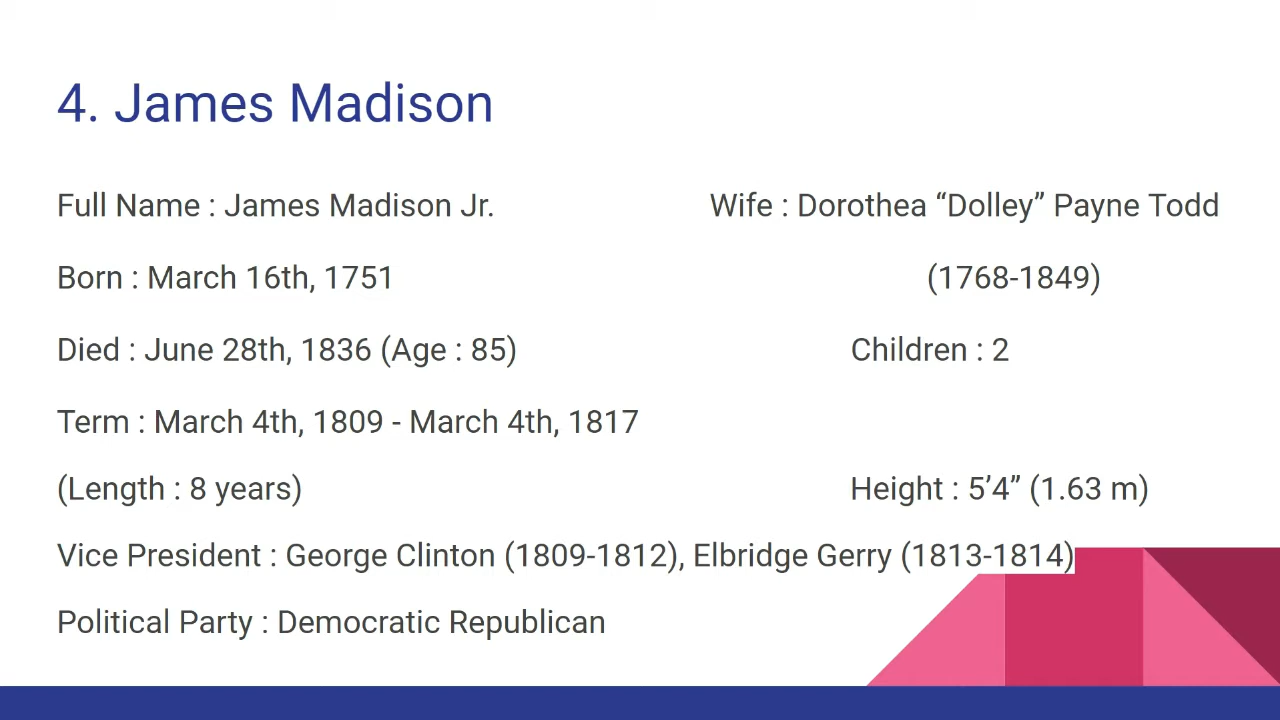 4. James Madison
Full Name : James Madison Jr.
Wife : Dorothea “Dolley” Payne Todd
Born : March 16th, 1751
(1768-1849)
Died : June 28th, 1836 (Age : 85)
Children : 2
Term : March 4th, 1809 - March 4th, 1817
(Length : 8 years)
Height : 5’4” (1.63 m)
Vice President : George Clinton (1809-1812), Elbridge Gerry (1813-1814)
Political Party : Democratic Republican